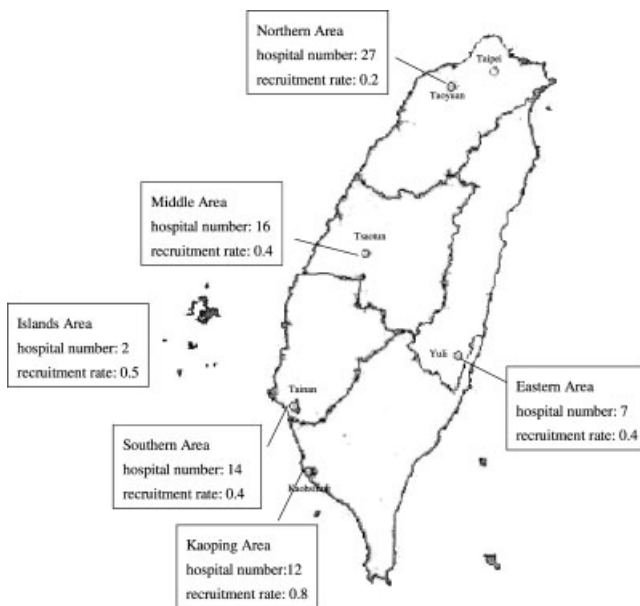 Northern Area
hospital number: 27
recruitment rate: 0.2
Taipei
Taoyuan
Middle Area
hospital number: 16
recruitment rate: 0.4
Tsaotun
Islands Area
hospital number: 2
recruitment rate: 0.5
Yuli
Eastern Area
hospital number: 7
recruitment rate: 0.4
Tainan
Southern Area
hospital number: 14
recruitment rate: 0.4
Kaoping Area
hospital number:12
recruitment rate: 0.8